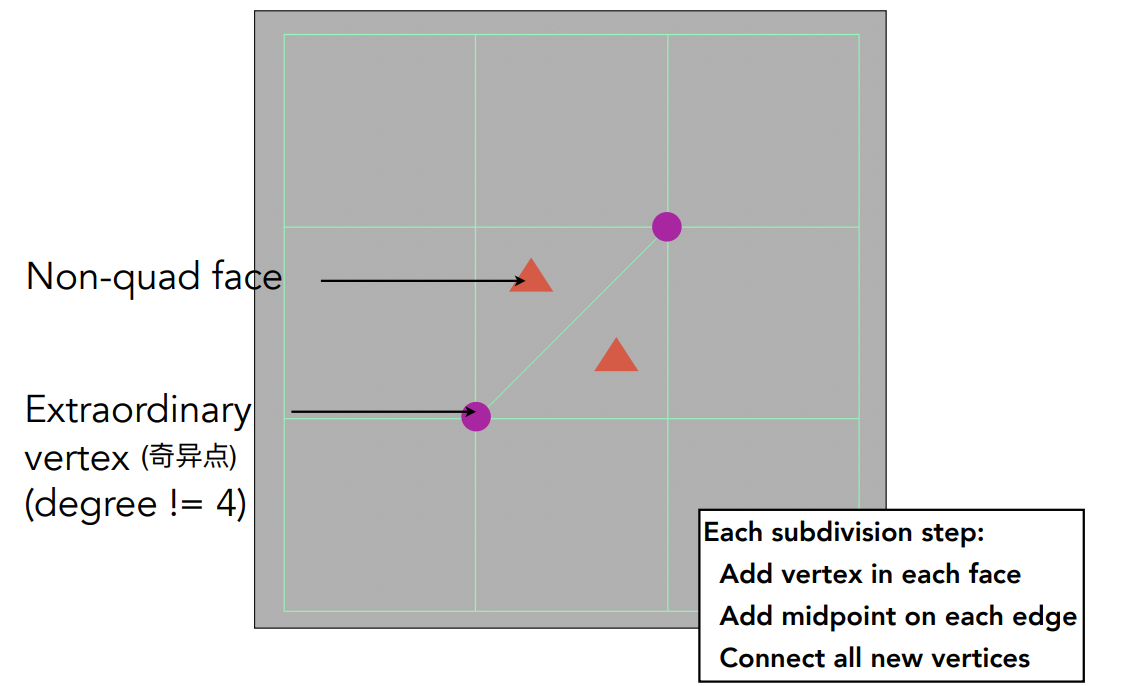 Non-quad face
Extraordinary
vertex (奇异点)
(degree != 4)
Each subdivision step:
Add vertex in each face
Add midpoint on each edge
Connect all new vertices